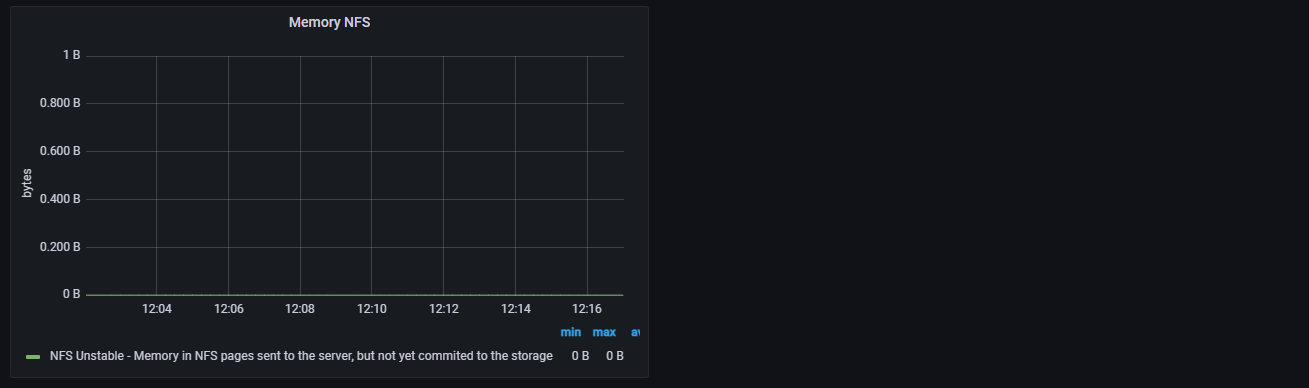 Memory NFS
1 B
0.800 B
0.600 B
0.400 B
0.200 B
0 B
bytes
12:04 12:06 12:08 12:10 12:12 12:14 12:16
min max
NFS Unstable - Memory in NFS pages sent to the server, but not yet commited to the storage 0 B 0 B